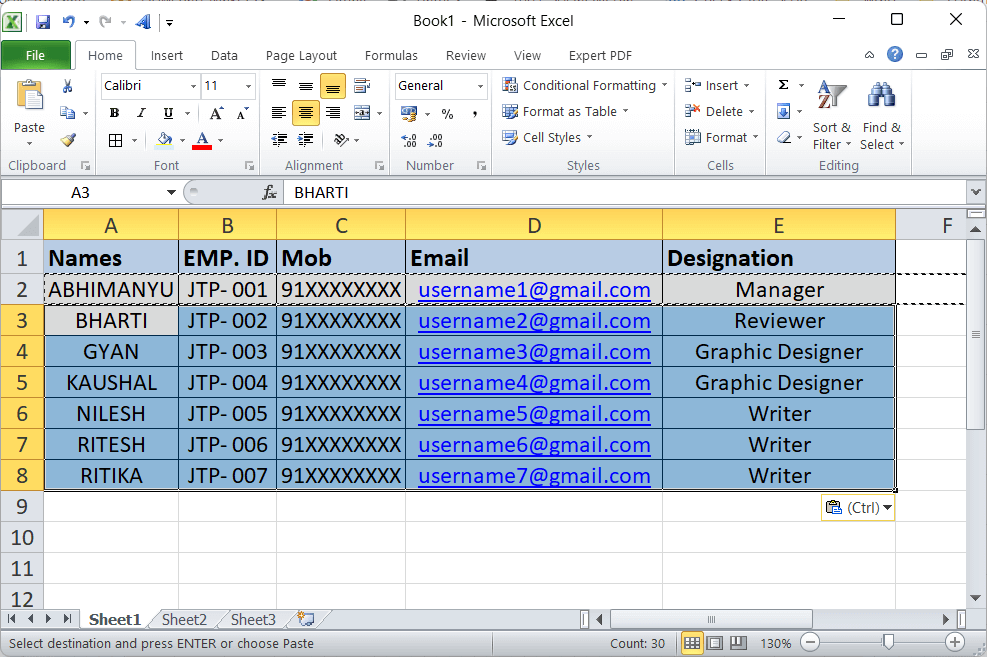 Book1 - Microsoft Excel
File Home Insert Data Page Layout Formulas Review View Expert PDF
Calibri 11 General Conditional Formatting Insert Σ
Paste B I U A A % , Format as Table Delete Sort & Filter Find & Select
A Cell Styles Format
Clipboard Font Alignment Number Styles Cells Editing
A3 fx BHARTI
A B C D E F
1 Names EMP. ID Mob Email Designation
2 ABHIMANYU JTP- 001 91XXXXXXXX username1@gmail.com Manager
3 BHARTI JTP- 002 91XXXXXXXX username2@gmail.com Reviewer
4 GYAN JTP- 003 91XXXXXXXX username3@gmail.com Graphic Designer
5 KAUSHAL JTP- 004 91XXXXXXXX username4@gmail.com Graphic Designer
6 NILESH JTP- 005 91XXXXXXXX username5@gmail.com Writer
7 RITESH JTP- 006 91XXXXXXXX username6@gmail.com Writer
8 RITIKA JTP- 007 91XXXXXXXX username7@gmail.com Writer
9 (Ctrl)
10
11
12
Sheet1 Sheet2 Sheet3
Select destination and press ENTER or choose Paste Count: 30 130%